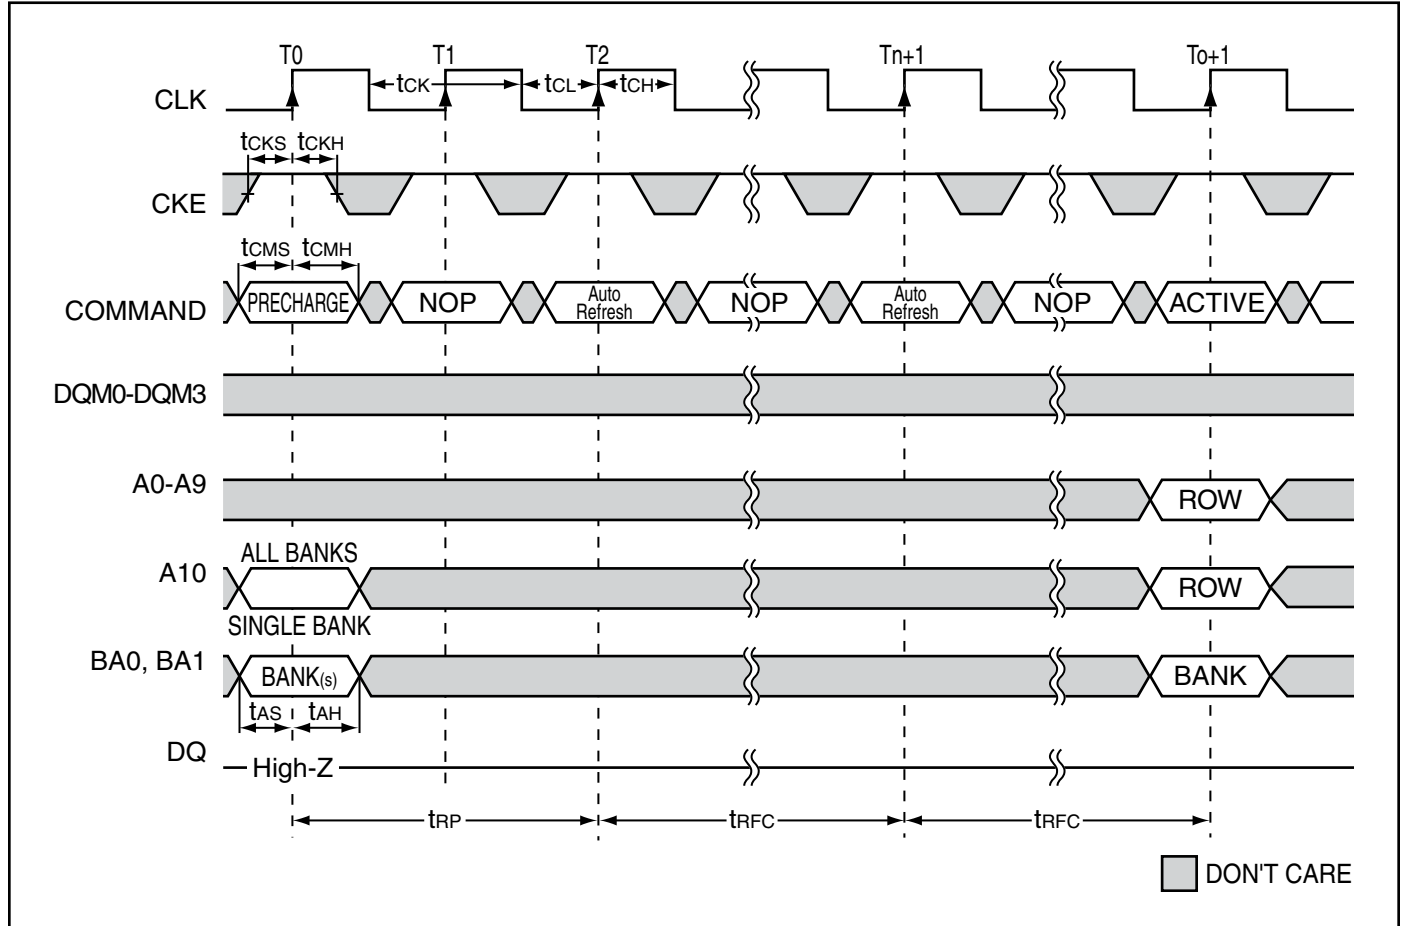 T0 T1 T2 Tn+1 To+1
CLK tCK tCL tCH
tCKS tCKH
CKE
tCMS tCMH
COMMAND PRECHARGE NOP Auto Refresh NOP Auto Refresh NOP ACTIVE
DQM0-DQM3
A0-A9 ROW
ALL BANKS
A10 ROW
SINGLE BANK
BA0, BA1 BANK(s) BANK
tAS tAH
DQ High-Z
tRP tRFC tRFC
DON'T CARE